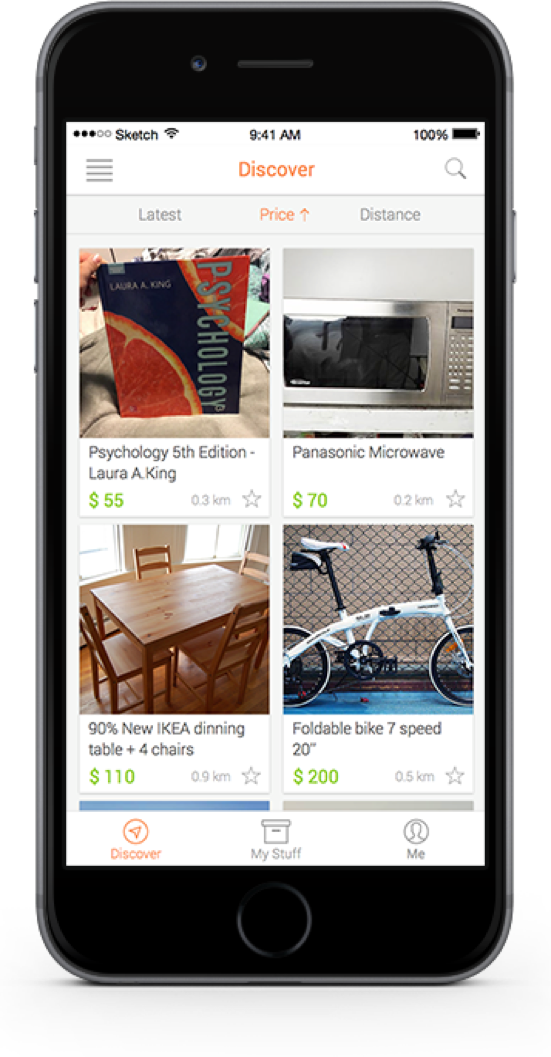 Sketch 9:41 AM 100%
Discover
Latest Price ↑ Distance
LAURA A. KING
PSYCHOLOGY
Psychology 5th Edition -
Laura A.King
$ 55 0.3 km
Panasonic Microwave
$ 70 0.2 km
90% New IKEA dinning
table + 4 chairs
$ 110 0.9 km
Foldable bike 7 speed
20"
$ 200 0.5 km
Discover My Stuff Me